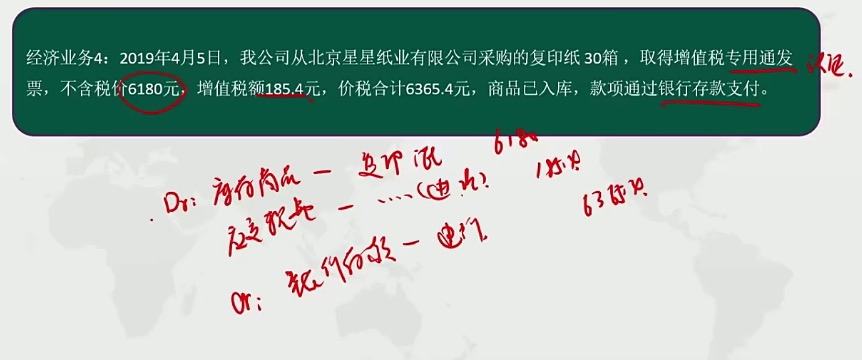 经济业务4：2019年4月5日，我公司从北京星星纸业有限公司采购的复印纸 30箱 ，取得增值税专用通发
票，不含税价6180元，增值税额185.4元，价税合计6365.4元，商品已入库，款项通过银行存款支付。
Dr：库存商品 — 复印纸 6180
应交税费 — ……(进项) 185.4
Cr：银行存款 — 6365.4